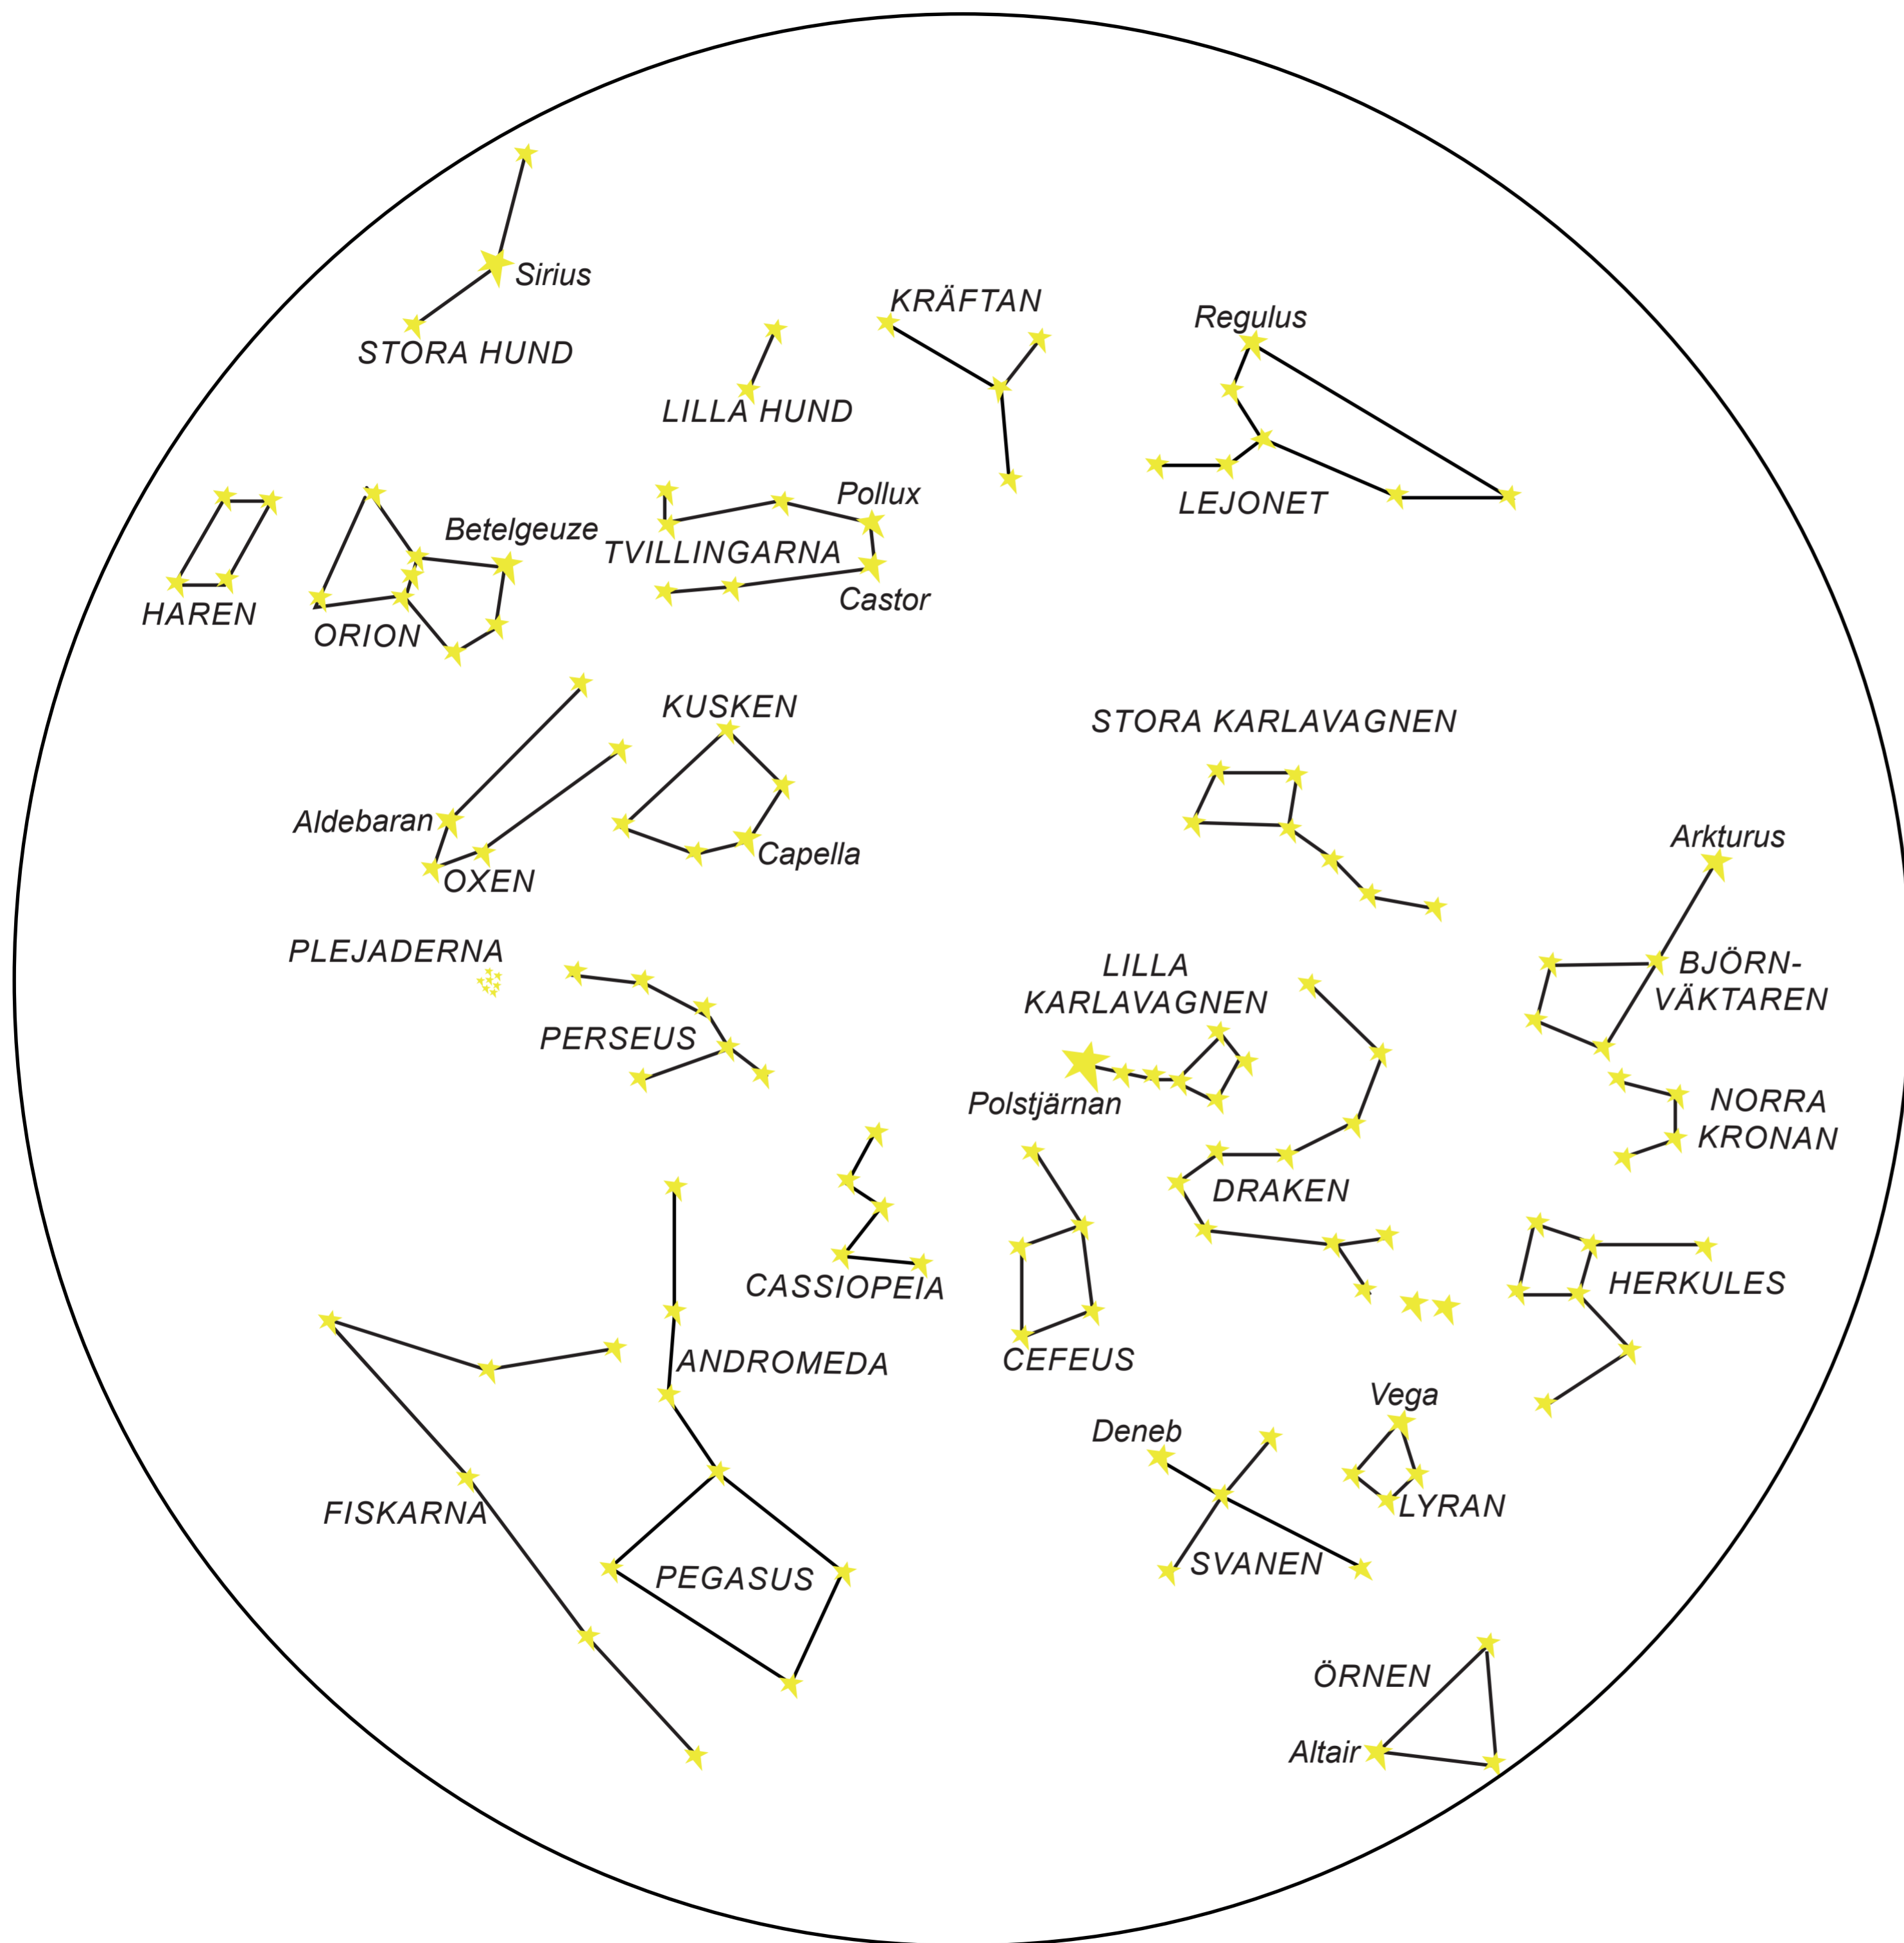 Sirius
STORA HUND
KRÄFTAN
Regulus
LILLA HUND
LEJONET
Pollux
Betelgeuze
TVILLINGARNA
Castor
HAREN
ORION
KUSKEN
STORA KARLAVAGNEN
Aldebaran
Capella
OXEN
Arkturus
PLEJADERNA
PERSEUS
LILLA
KARLAVAGNEN
BJÖRN-
VÄKTAREN
Polstjärnan
NORRA
KRONAN
DRAKEN
CASSIOPEIA
HERKULES
ANDROMEDA
CEFEUS
Vega
Deneb
FISKARNA
LYRAN
PEGASUS
SVANEN
ÖRNEN
Altair